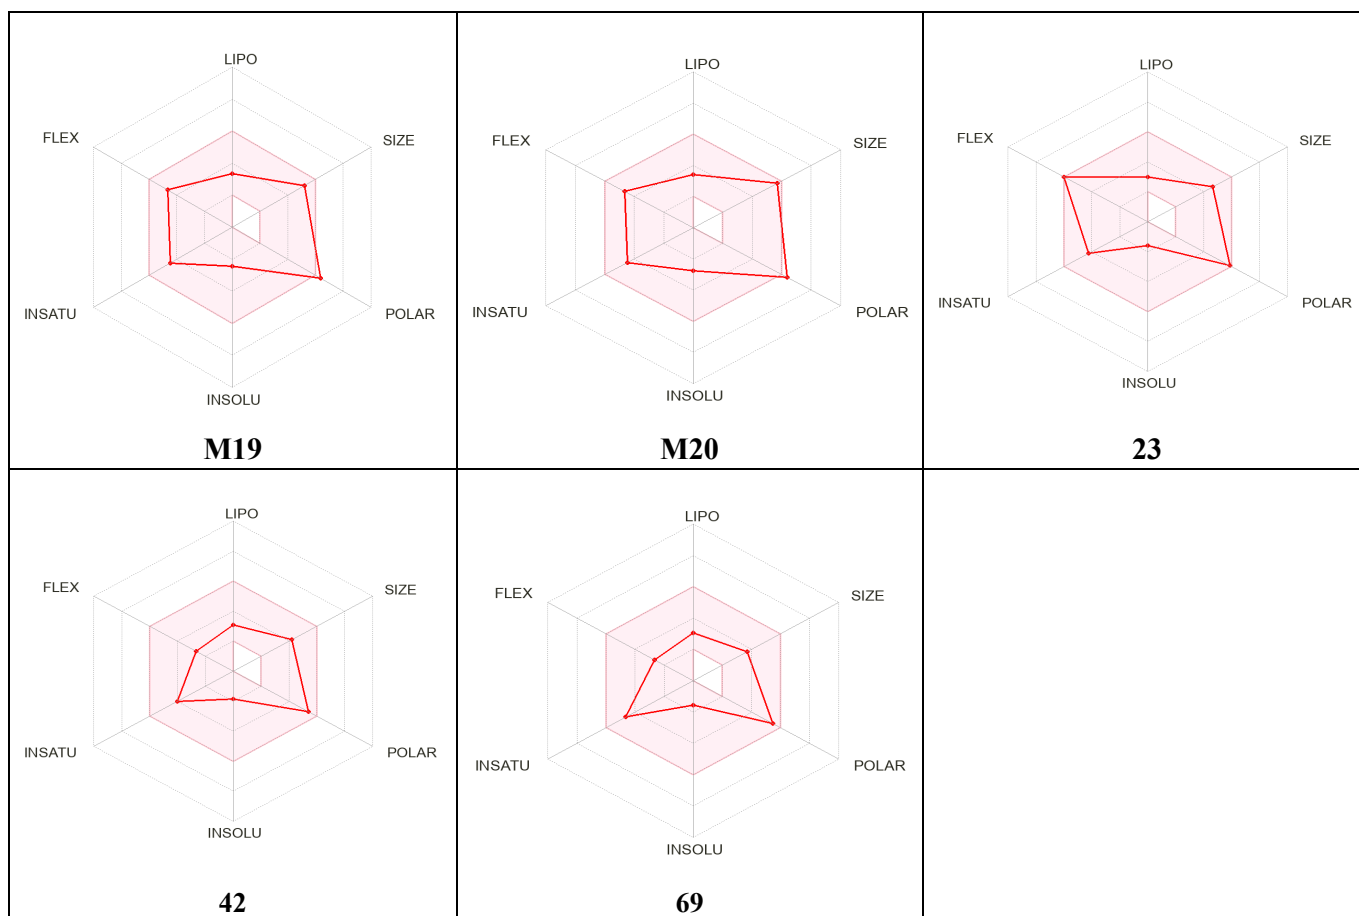 LIPO
FLEX
SIZE
INSATU
POLAR
INSOLU
M19
LIPO
FLEX
SIZE
INSATU
POLAR
INSOLU
M20
LIPO
FLEX
SIZE
INSATU
POLAR
INSOLU
23
LIPO
FLEX
SIZE
INSATU
POLAR
INSOLU
42
LIPO
FLEX
SIZE
INSATU
POLAR
INSOLU
69